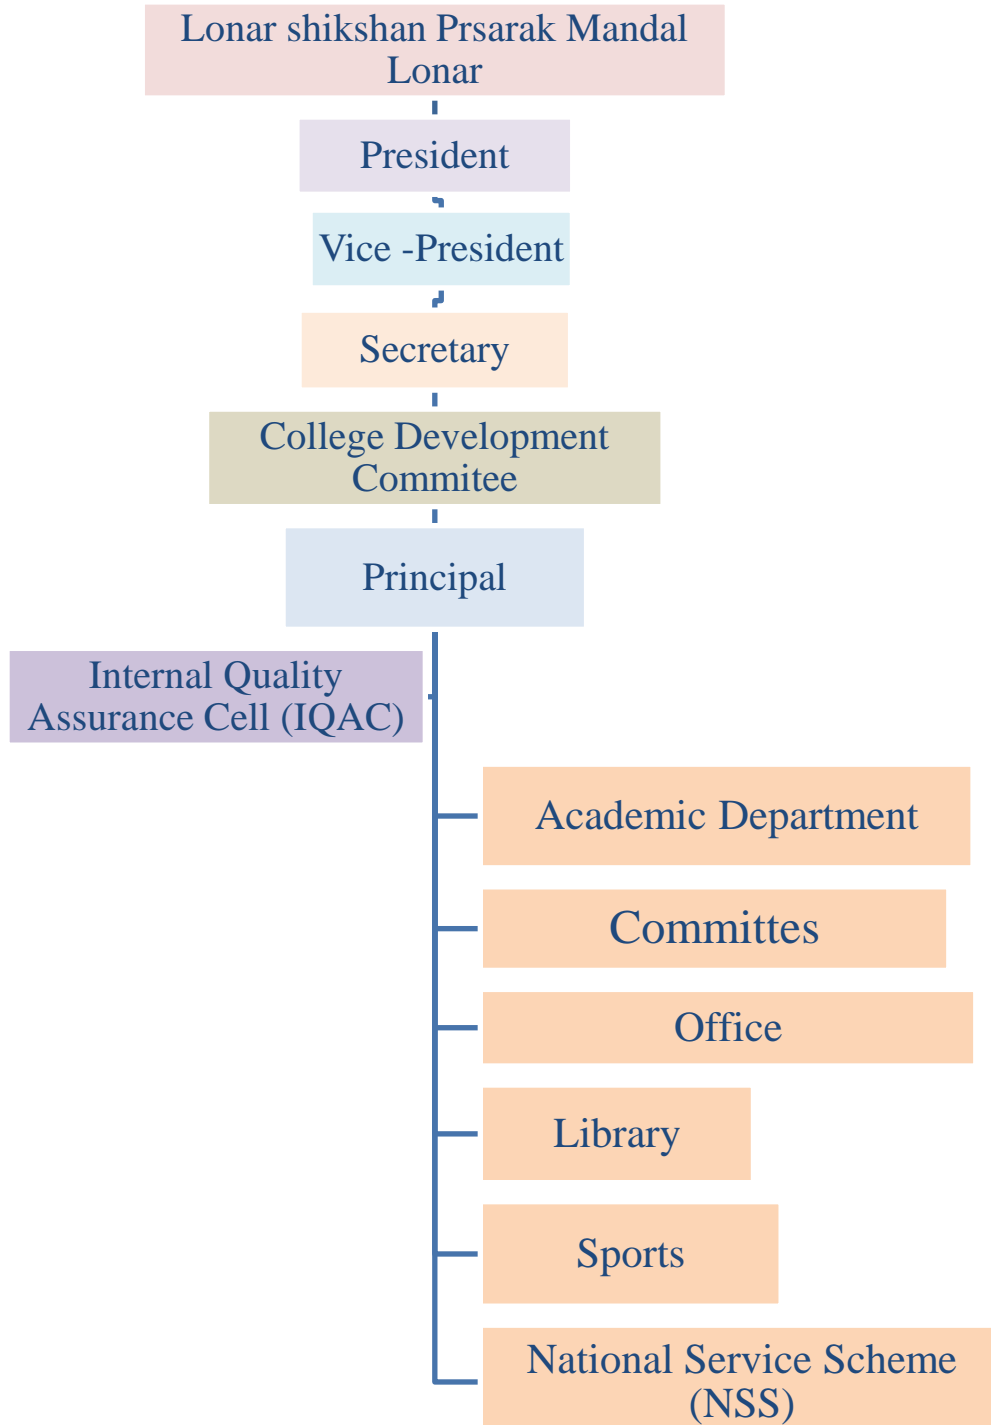 Lonar shikshan Prsarak Mandal
Lonar
President
Vice -President
Secretary
College Development
Commitee
Principal
Internal Quality
Assurance Cell (IQAC)
Academic Department
Committes
Office
Library
Sports
National Service Scheme
(NSS)